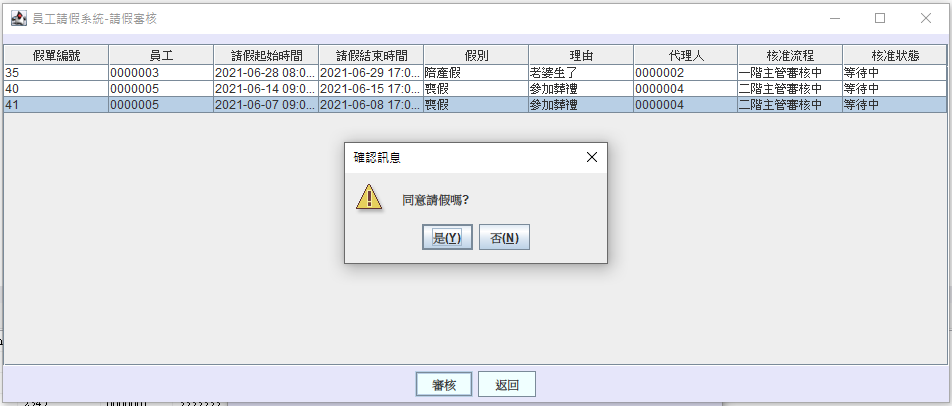 員工請假系統-請假審核
假單編號 員工 請假起始時間 請假結束時間 假別 理由 代理人 核准流程 核准狀態
35 0000003 2021-06-28 08:0... 2021-06-29 17:0... 陪産假 老婆生了 0000002 一階主管審核中 等待中
40 0000005 2021-06-14 09:0... 2021-06-15 17:0... 喪假 參加葬禮 0000004 二階主管審核中 等待中
41 0000005 2021-06-07 09:0... 2021-06-08 17:0... 喪假 參加葬禮 0000004 二階主管審核中 等待中
確認訊息
同意請假嗎?
是(Y) 否(N)
審核 返回